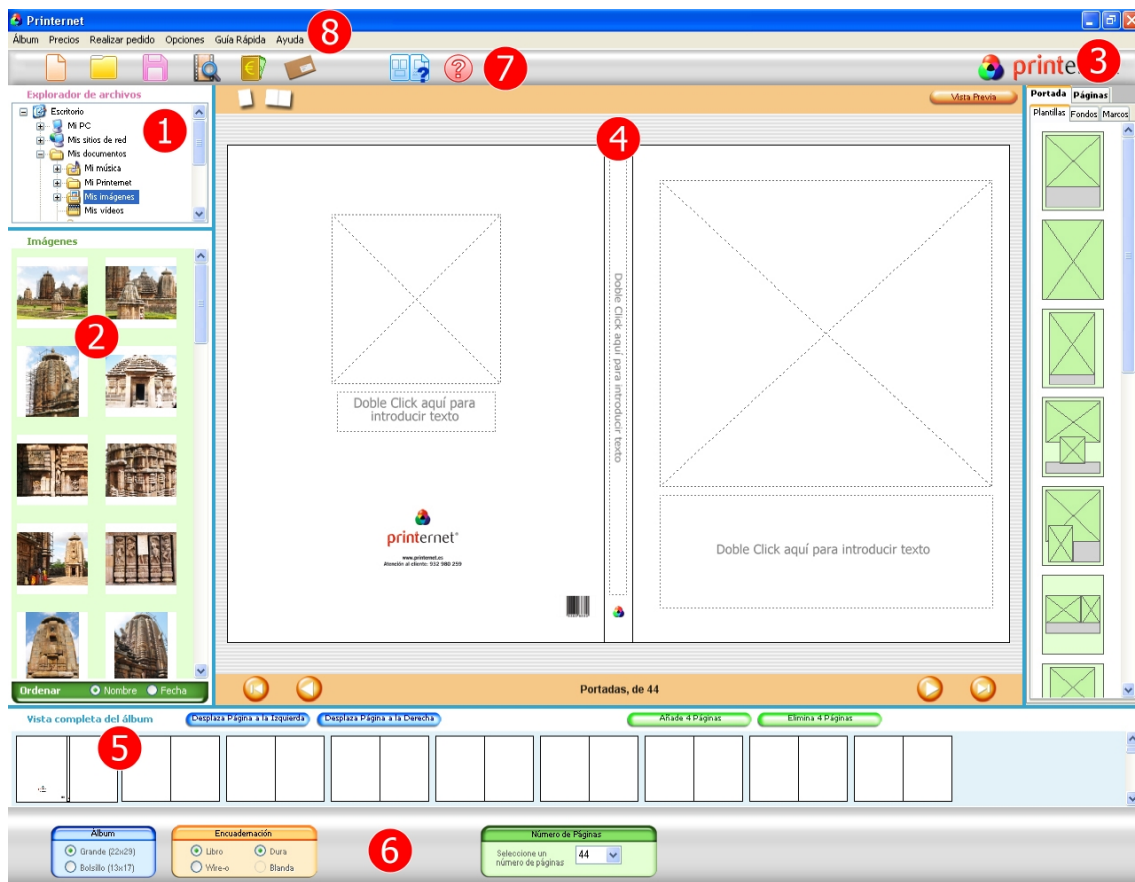 Printernet
Álbum Precios Realizar pedido Opciones Guía Rápida Ayuda
8
7
3
Explorador de archivos
Escritorio
Mi PC
Mis sitios de red
Mis documentos
Mi música
Mi Printernet
Mis imágenes
Mis vídeos
1
Imágenes
2
Ordenar Nombre Fecha
Vista Previa
4
Doble Click aquí para
introducir texto
printernet®
www.printernet.es
Atención al cliente: 932 980 259
Doble Click aquí para introducir texto
Doble Click aquí para introducir texto
Portadas, de 44
Portada Páginas
Plantillas Fondos Marcos
Vista completa del álbum
Desplaza Página a la Izquierda
Desplaza Página a la Derecha
Añade 4 Páginas
Elimina 4 Páginas
5
Álbum
Grande (22x29)
Bolsillo (13x17)
Encuadernación
Libro Dura
Wire-o Blanda
6
Número de Páginas
Seleccione un
número de páginas
44